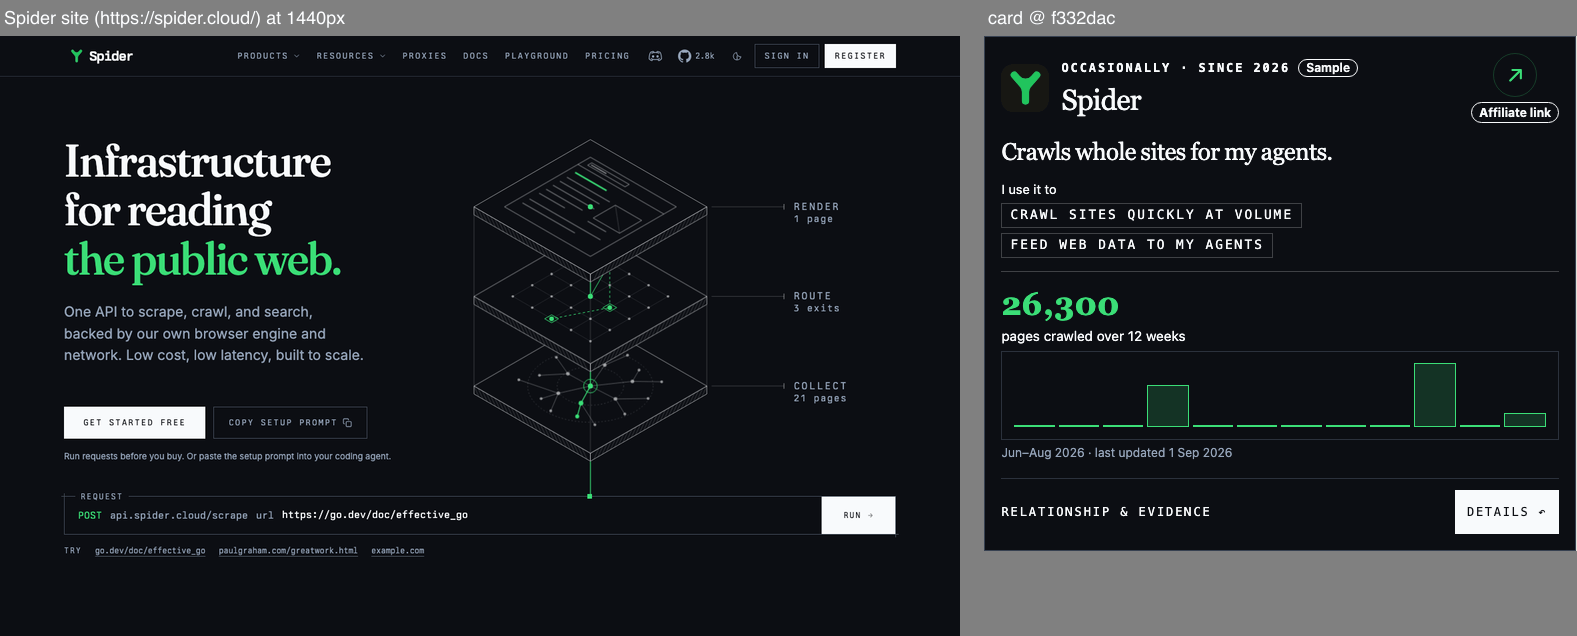 Spider site (https://spider.cloud/) at 1440px
Spider
PRODUCTS RESOURCES PROXIES DOCS PLAYGROUND PRICING 2.8k SIGN IN REGISTER
Infrastructure
for reading
the public web.
One API to scrape, crawl, and search,
backed by our own browser engine and
network. Low cost, low latency, built to scale.
GET STARTED FREE
COPY SETUP PROMPT
Run requests before you buy. Or paste the setup prompt into your coding agent.
RENDER
1 page
ROUTE
3 exits
COLLECT
21 pages
REQUEST
POST api.spider.cloud/scrape url https://go.dev/doc/effective_go
RUN →
TRY go.dev/doc/effective_go paulgraham.com/greatwork.html example.com
card @ f332dac
OCCASIONALLY · SINCE 2026 Sample
Spider
Affiliate link
Crawls whole sites for my agents.
I use it to
CRAWL SITES QUICKLY AT VOLUME
FEED WEB DATA TO MY AGENTS
26,300
pages crawled over 12 weeks
Jun–Aug 2026 · last updated 1 Sep 2026
RELATIONSHIP & EVIDENCE
DETAILS ↶